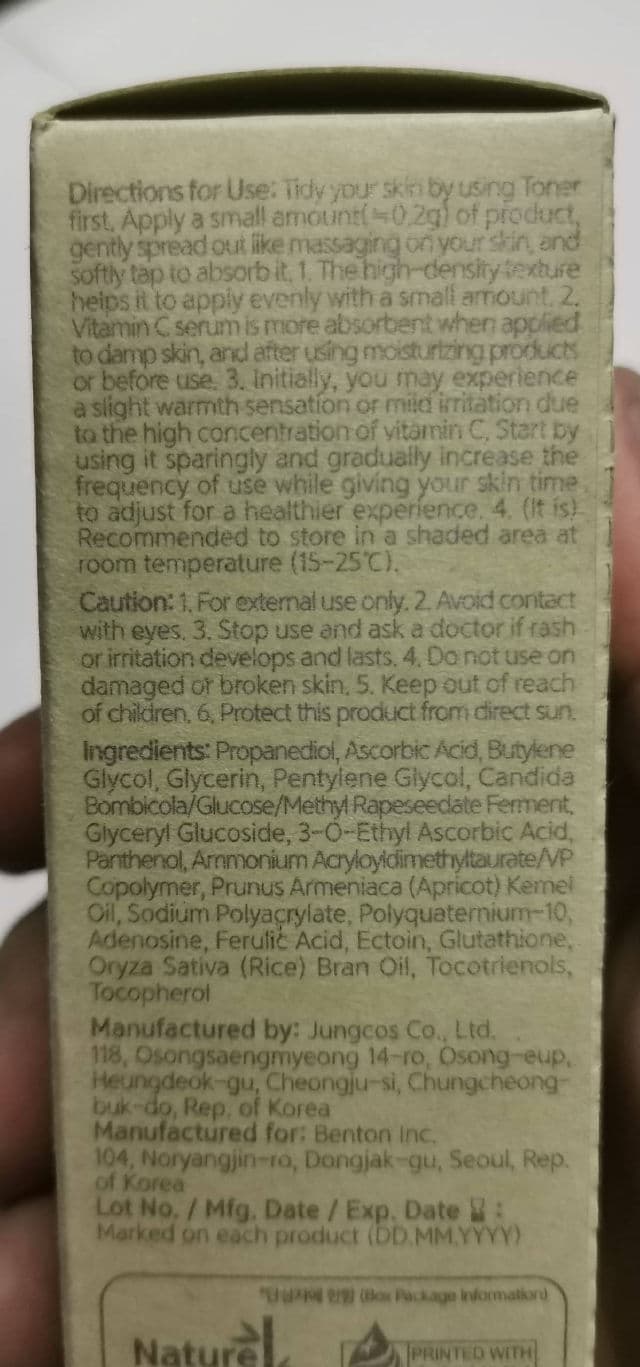 Directions for Use: Tidy your skin by using Toner
first. Apply a small amount(≒0.2g) of product,
gently spread out like massaging on your skin, and
softly tap to absorb it. 1. The high-density texture
helps it to apply evenly with a small amount. 2.
Vitamin C serum is more absorbent when applied
to damp skin, and after using moisturizing products
or before use. 3. Initially, you may experience
a slight warmth sensation or mild irritation due
to the high concentration of vitamin C. Start by
using it sparingly and gradually increase the
frequency of use while giving your skin time
to adjust for a healthier experience. 4. (It is)
Recommended to store in a shaded area at
room temperature (15-25℃).
Caution: 1. For external use only. 2. Avoid contact
with eyes. 3. Stop use and ask a doctor if rash
or irritation develops and lasts. 4. Do not use on
damaged or broken skin. 5. Keep out of reach
of children. 6. Protect this product from direct sun.
Ingredients: Propanediol, Ascorbic Acid, Butylene
Glycol, Glycerin, Pentylene Glycol, Candida
Bombicola/Glucose/Methyl Rapeseedate Ferment,
Glyceryl Glucoside, 3-O-Ethyl Ascorbic Acid,
Panthenol, Ammonium Acryloyldimethyltaurate/VP
Copolymer, Prunus Armeniaca (Apricot) Kernel
Oil, Sodium Polyacrylate, Polyquaternium-10,
Adenosine, Ferulic Acid, Ectoin, Glutathione,
Oryza Sativa (Rice) Bran Oil, Tocotrienols,
Tocopherol
Manufactured by: Jungcos Co., Ltd.
118, Osongsaengmyeong 14-ro, Osong-eup,
Heungdeok-gu, Cheongju-si, Chungcheong-
buk-do, Rep. of Korea
Manufactured for: Benton Inc.
104, Noryangjin-ro, Dongjak-gu, Seoul, Rep.
of Korea
Lot No. / Mfg. Date / Exp. Date :
Marked on each product (DD.MM.YYYY)
(Box Package Information)
Nature
PRINTED WITH